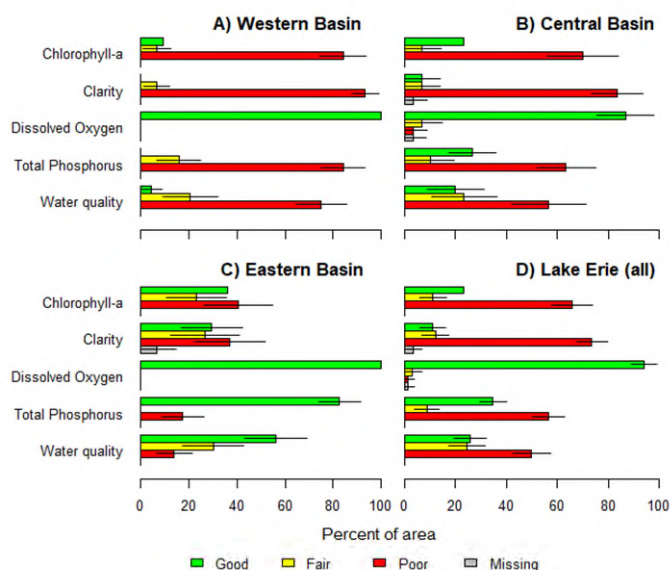 A) Western Basin
B) Central Basin
Chlorophyll-a
Clarity
Dissolved Oxygen
Total Phosphorus
Water quality
C) Eastern Basin
D) Lake Erie (all)
Chlorophyll-a
Clarity
Dissolved Oxygen
Total Phosphorus
Water quality
0 20 40 60 80 100 0 20 40 60 80 100
Percent of area
Good Fair Poor Missing